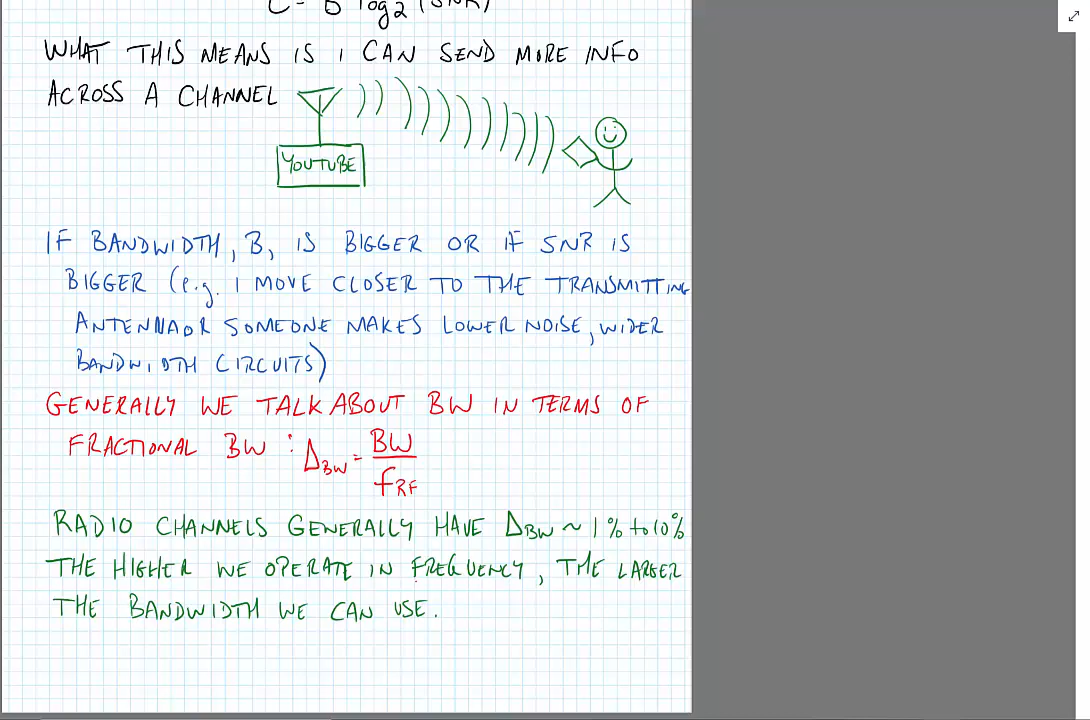 C = B log2 (SNR)
WHAT THIS MEANS IS I CAN SEND MORE INFO
ACROSS A CHANNEL
YOUTUBE
IF BANDWIDTH, B, IS BIGGER OR IF SNR IS
BIGGER (e.g. I MOVE CLOSER TO THE TRANSMITTING
ANTENNA OR SOMEONE MAKES LOWER NOISE, WIDER
BANDWIDTH CIRCUITS)
GENERALLY WE TALK ABOUT BW IN TERMS OF
FRACTIONAL BW : ΔBW = BW / fRF
RADIO CHANNELS GENERALLY HAVE ΔBW ~ 1% to 10%
THE HIGHER WE OPERATE IN FREQUENCY, THE LARGER
THE BANDWIDTH WE CAN USE.